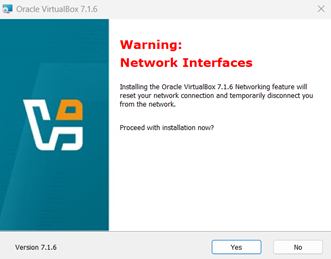 Oracle VirtualBox 7.1.6
Warning:
Network Interfaces
Installing the Oracle VirtualBox 7.1.6 Networking feature will
reset your network connection and temporarily disconnect you
from the network.
Proceed with installation now?
Version 7.1.6
Yes
No